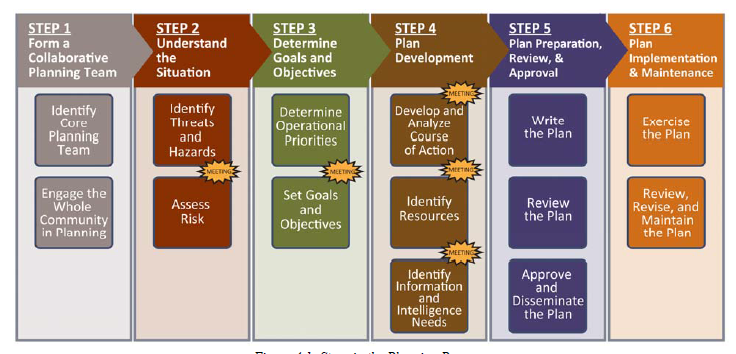 STEP 1
Form a
Collaborative
Planning Team
Identify
Core
Planning
Team
Engage the
Whole
Community
in Planning
STEP 2
Understand
the
Situation
Identify
Threats
and
Hazards
MEETING
Assess
Risk
STEP 3
Determine
Goals and
Objectives
Determine
Operational
Priorities
MEETING
Set Goals
and
Objectives
STEP 4
Plan
Development
MEETING
Develop and
Analyze
Course
of Action
MEETING
Identify
Resources
MEETING
Identify
Information
and
Intelligence
Needs
STEP 5
Plan Preparation,
Review, &
Approval
Write
the Plan
Review
the Plan
Approve
and
Disseminate
the Plan
STEP 6
Plan
Implementation
& Maintenance
Exercise
the Plan
Review,
Revise, and
Maintain
the Plan